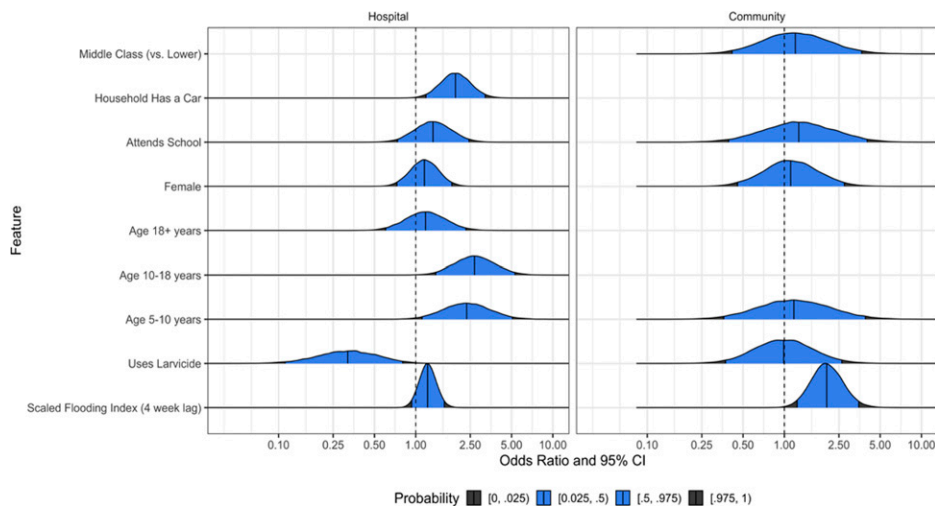 Hospital
Community
Feature
Middle Class (vs. Lower)
Household Has a Car
Attends School
Female
Age 18+ years
Age 10-18 years
Age 5-10 years
Uses Larvicide
Scaled Flooding Index (4 week lag)
0.10 0.25 0.50 1.00 2.50 5.00 10.00
0.10 0.25 0.50 1.00 2.50 5.00 10.00
Odds Ratio and 95% CI
Probability [0, .025) [0.025, .5) [.5, .975) [.975, 1)